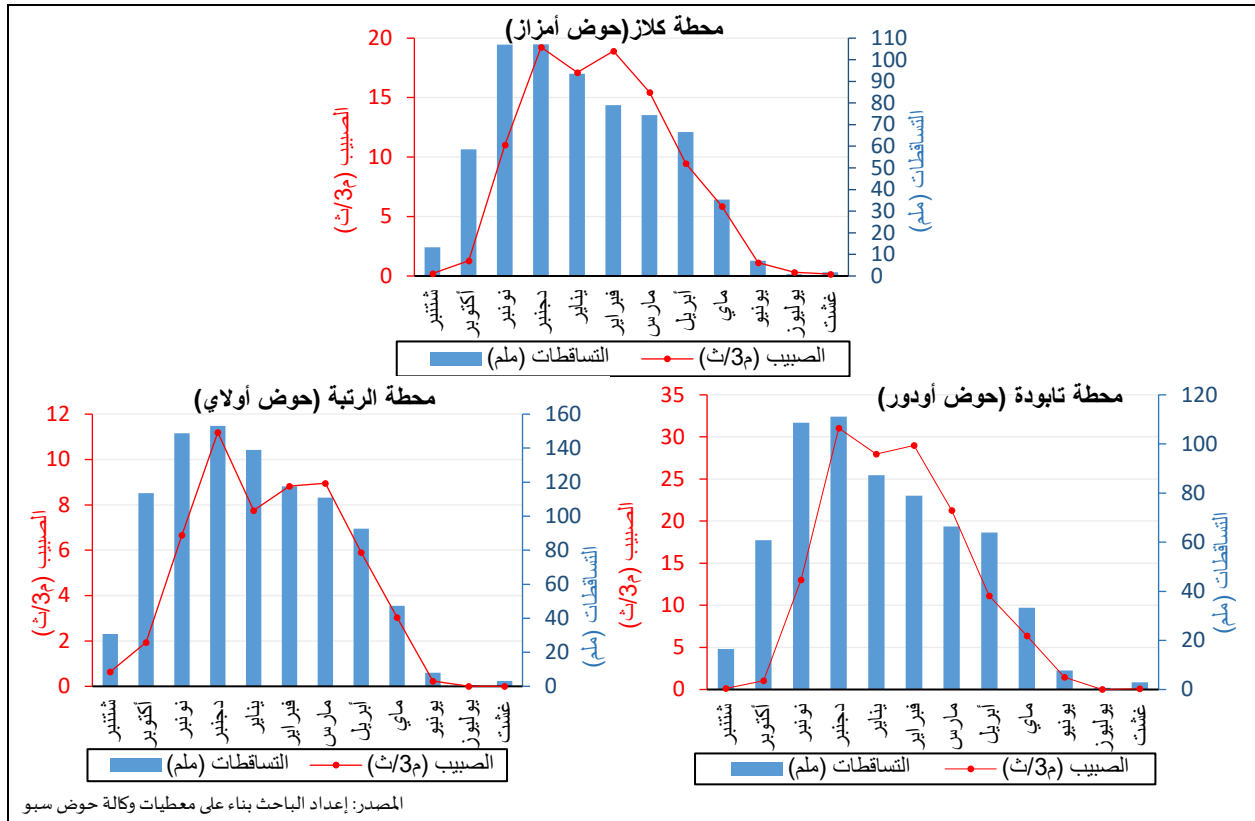 محطة كلاز(حوض أمزاز)
الصبيب (م3/ث)
20
15
10
5
0
110
100
90
80
70
60
50
40
30
20
10
0
التساقطات (ملم)
شتنبر
أكتوبر
نونبر
دجنبر
يناير
فبراير
مارس
أبريل
ماي
يونيو
يوليوز
غشت
التساقطات (ملم)
الصبيب (م3/ث)
محطة تابودة (حوض أودور)
الصبيب (م3/ث)
35
30
25
20
15
10
5
0
120
100
80
60
40
20
0
التساقطات (ملم)
شتنبر
أكتوبر
نونبر
دجنبر
يناير
فبراير
مارس
أبريل
ماي
يونيو
يوليوز
غشت
التساقطات (ملم)
الصبيب (م3/ث)
محطة الرتبة (حوض أولاي)
الصبيب (م3/ث)
12
10
8
6
4
2
0
160
140
120
100
80
60
40
20
0
التساقطات (ملم)
شتنبر
أكتوبر
نونبر
دجنبر
يناير
فبراير
مارس
أبريل
ماي
يونيو
يوليوز
غشت
التساقطات (ملم)
الصبيب (م3/ث)
المصدر: إعداد الباحث بناء على معطيات وكالة حوض سبو